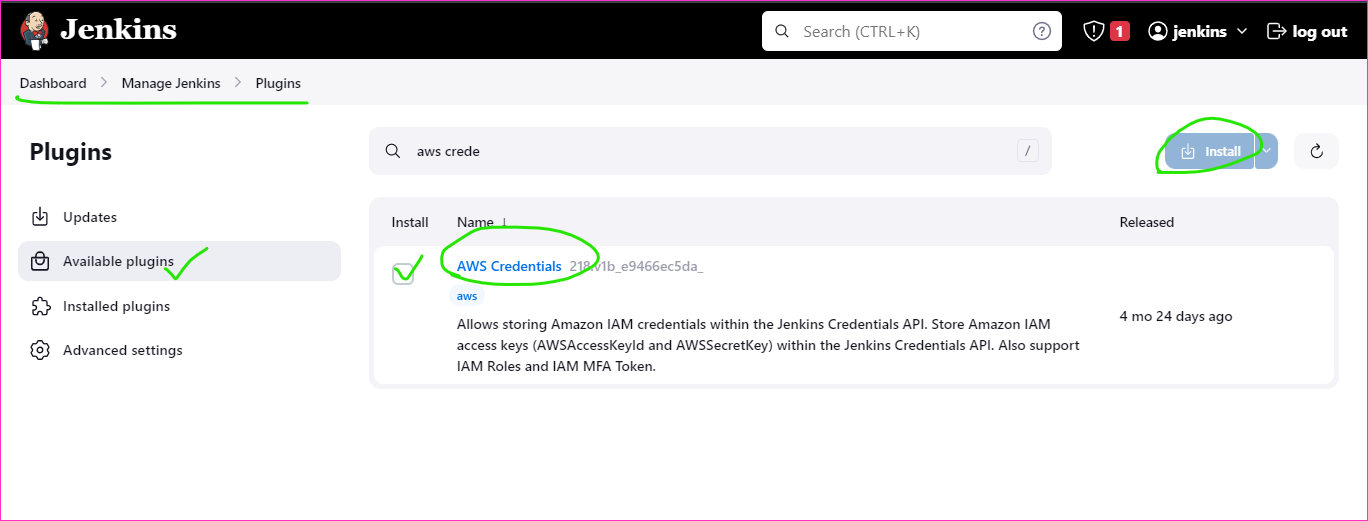 Jenkins
Search (CTRL+K)
?
1
jenkins
log out
Dashboard > Manage Jenkins > Plugins
Plugins
aws crede
/
Install
Updates
Available plugins
Installed plugins
Advanced settings
Install Name ↓ Released
AWS Credentials 218.v1b_e9466ec5da_
aws
Allows storing Amazon IAM credentials within the Jenkins Credentials API. Store Amazon IAM
access keys (AWSAccessKeyId and AWSSecretKey) within the Jenkins Credentials API. Also support
IAM Roles and IAM MFA Token.
4 mo 24 days ago